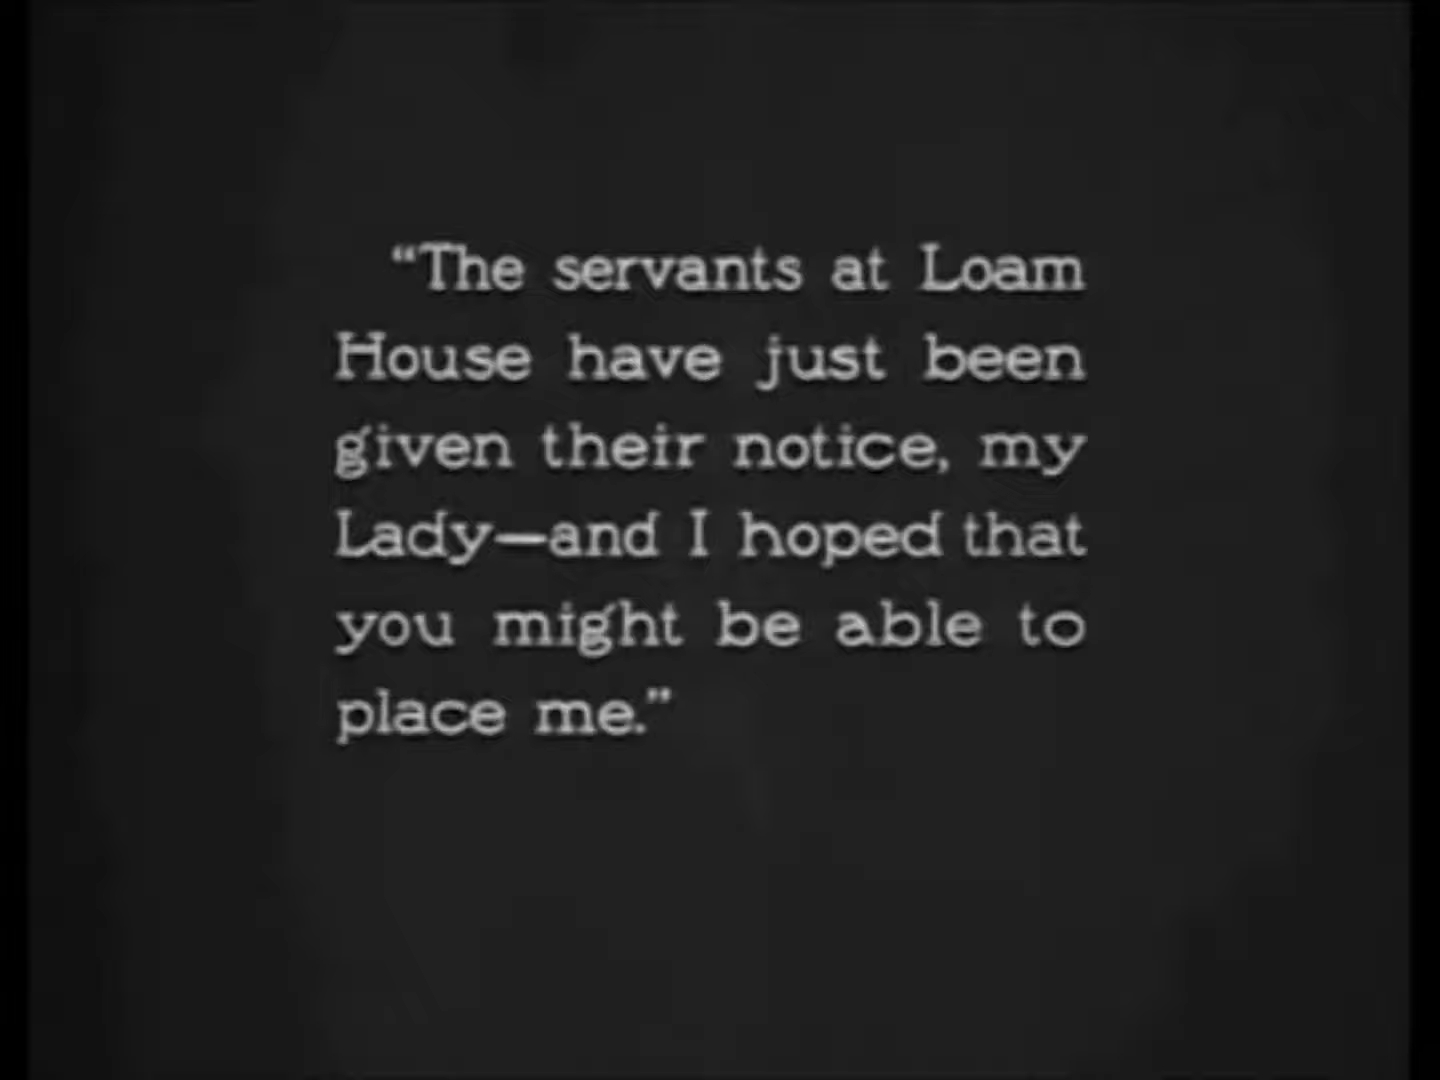 “The servants at Loam
House have just been
given their notice, my
Lady—and I hoped that
you might be able to
place me.”